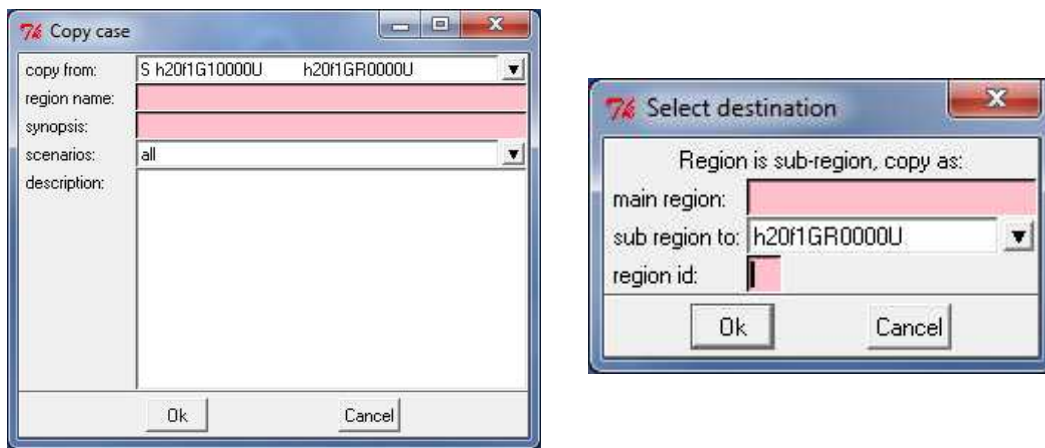 Copy case
copy from: S h20f1G10000U h20f1GR0000U
region name:
synopsis:
scenarios: all
description:
Ok Cancel
Select destination
Region is sub-region, copy as:
main region:
sub region to: h20f1GR0000U
region id:
Ok Cancel